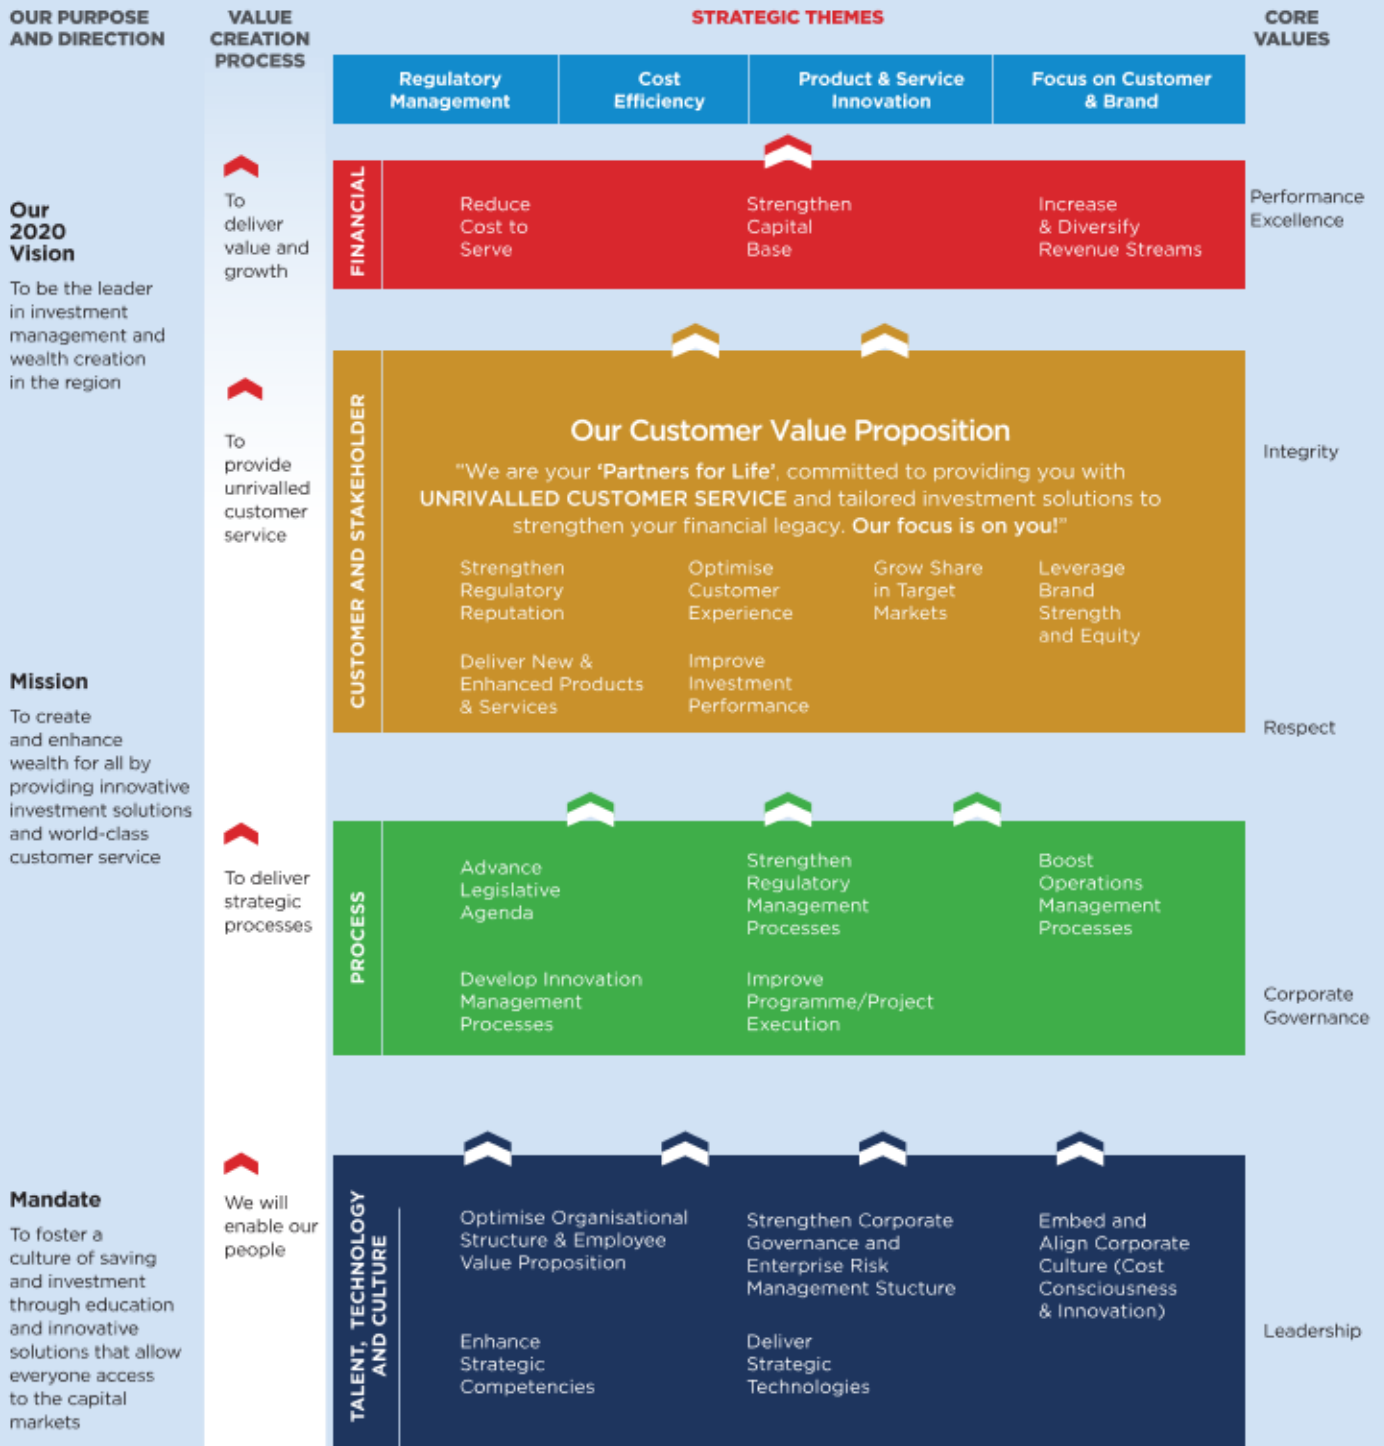 OUR PURPOSE
AND DIRECTION
VALUE
CREATION
PROCESS
STRATEGIC THEMES
CORE
VALUES
Regulatory
Management
Cost
Efficiency
Product & Service
Innovation
Focus on Customer
& Brand
Our
2020
Vision
To be the leader
in investment
management and
wealth creation
in the region
Mission
To create
and enhance
wealth for all by
providing innovative
investment solutions
and world-class
customer service
Mandate
To foster a
culture of saving
and investment
through education
and innovative
solutions that allow
everyone access
to the capital
markets
To
deliver
value and
growth
To
provide
unrivalled
customer
service
To deliver
strategic
processes
We will
enable our
people
FINANCIAL
Reduce
Cost to
Serve
Strengthen
Capital
Base
Increase
& Diversify
Revenue Streams
CUSTOMER AND STAKEHOLDER
Our Customer Value Proposition
"We are your 'Partners for Life', committed to providing you with
UNRIVALLED CUSTOMER SERVICE and tailored investment solutions to
strengthen your financial legacy. Our focus is on you!"
Strengthen
Regulatory
Reputation
Optimise
Customer
Experience
Grow Share
in Target
Markets
Leverage
Brand
Strength
and Equity
Deliver New &
Enhanced Products
& Services
Improve
Investment
Performance
PROCESS
Advance
Legislative
Agenda
Strengthen
Regulatory
Management
Processes
Boost
Operations
Management
Processes
Develop Innovation
Management
Processes
Improve
Programme/Project
Execution
TALENT, TECHNOLOGY
AND CULTURE
Optimise Organisational
Structure & Employee
Value Proposition
Strengthen Corporate
Governance and
Enterprise Risk
Management Stucture
Embed and
Align Corporate
Culture (Cost
Consciousness
& Innovation)
Enhance
Strategic
Competencies
Deliver
Strategic
Technologies
Performance
Excellence
Integrity
Respect
Corporate
Governance
Leadership